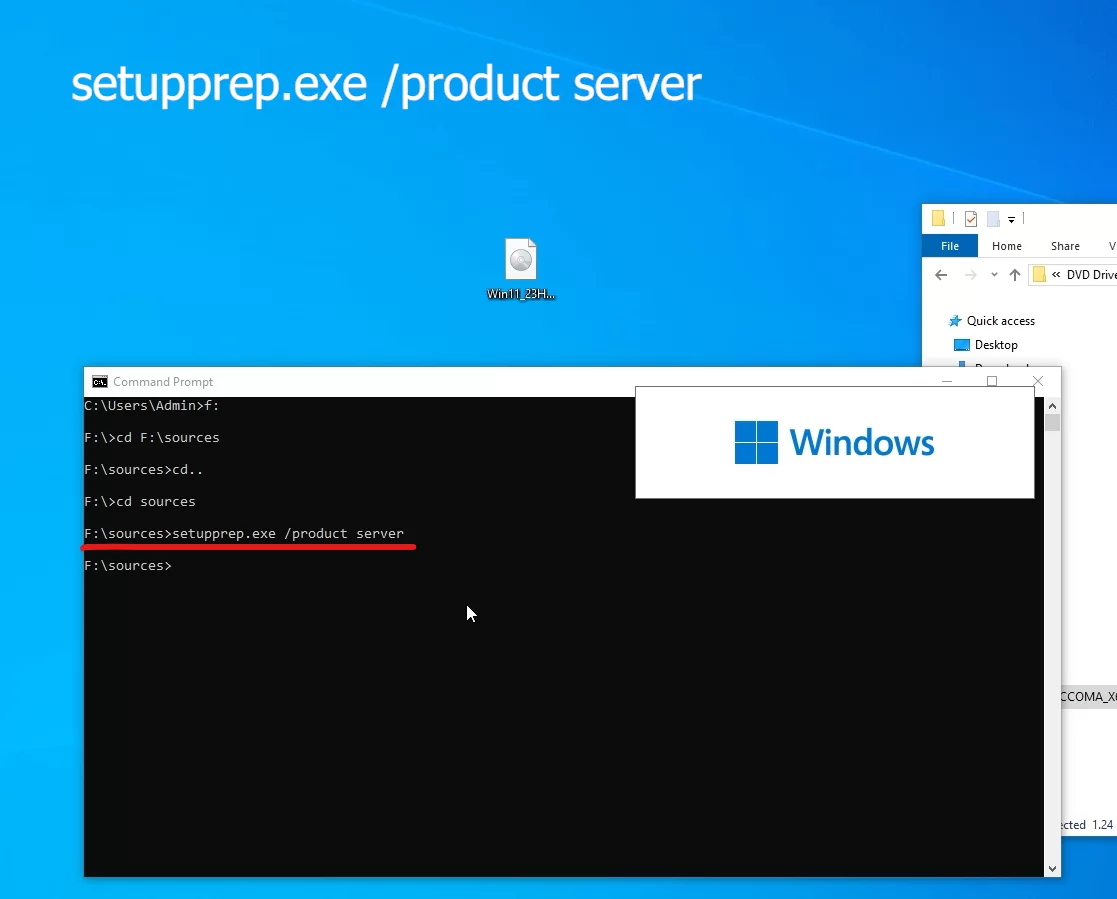 setupprep.exe /product server
Win11_23H...
File Home Share V
« DVD Drive
Quick access
Desktop
Command Prompt
C:\Users\Admin>f:
F:\>cd F:\sources
F:\sources>cd..
F:\>cd sources
F:\sources>setupprep.exe /product server
F:\sources>
Windows
CCOMA_X6
ected 1.24